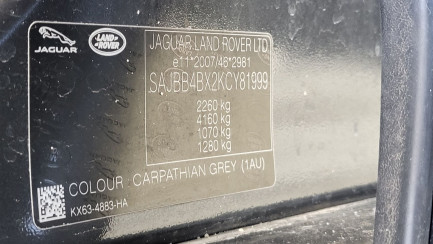 JAGUAR
LAND ROVER
JAGUAR LAND ROVER LTD
e11*2007/46*2981
SAJBB4BX2KCY81999
2260 kg
4160 kg
1070 kg
1280 kg
COLOUR : CARPATHIAN GREY (1AU)
KX63-4883-HA